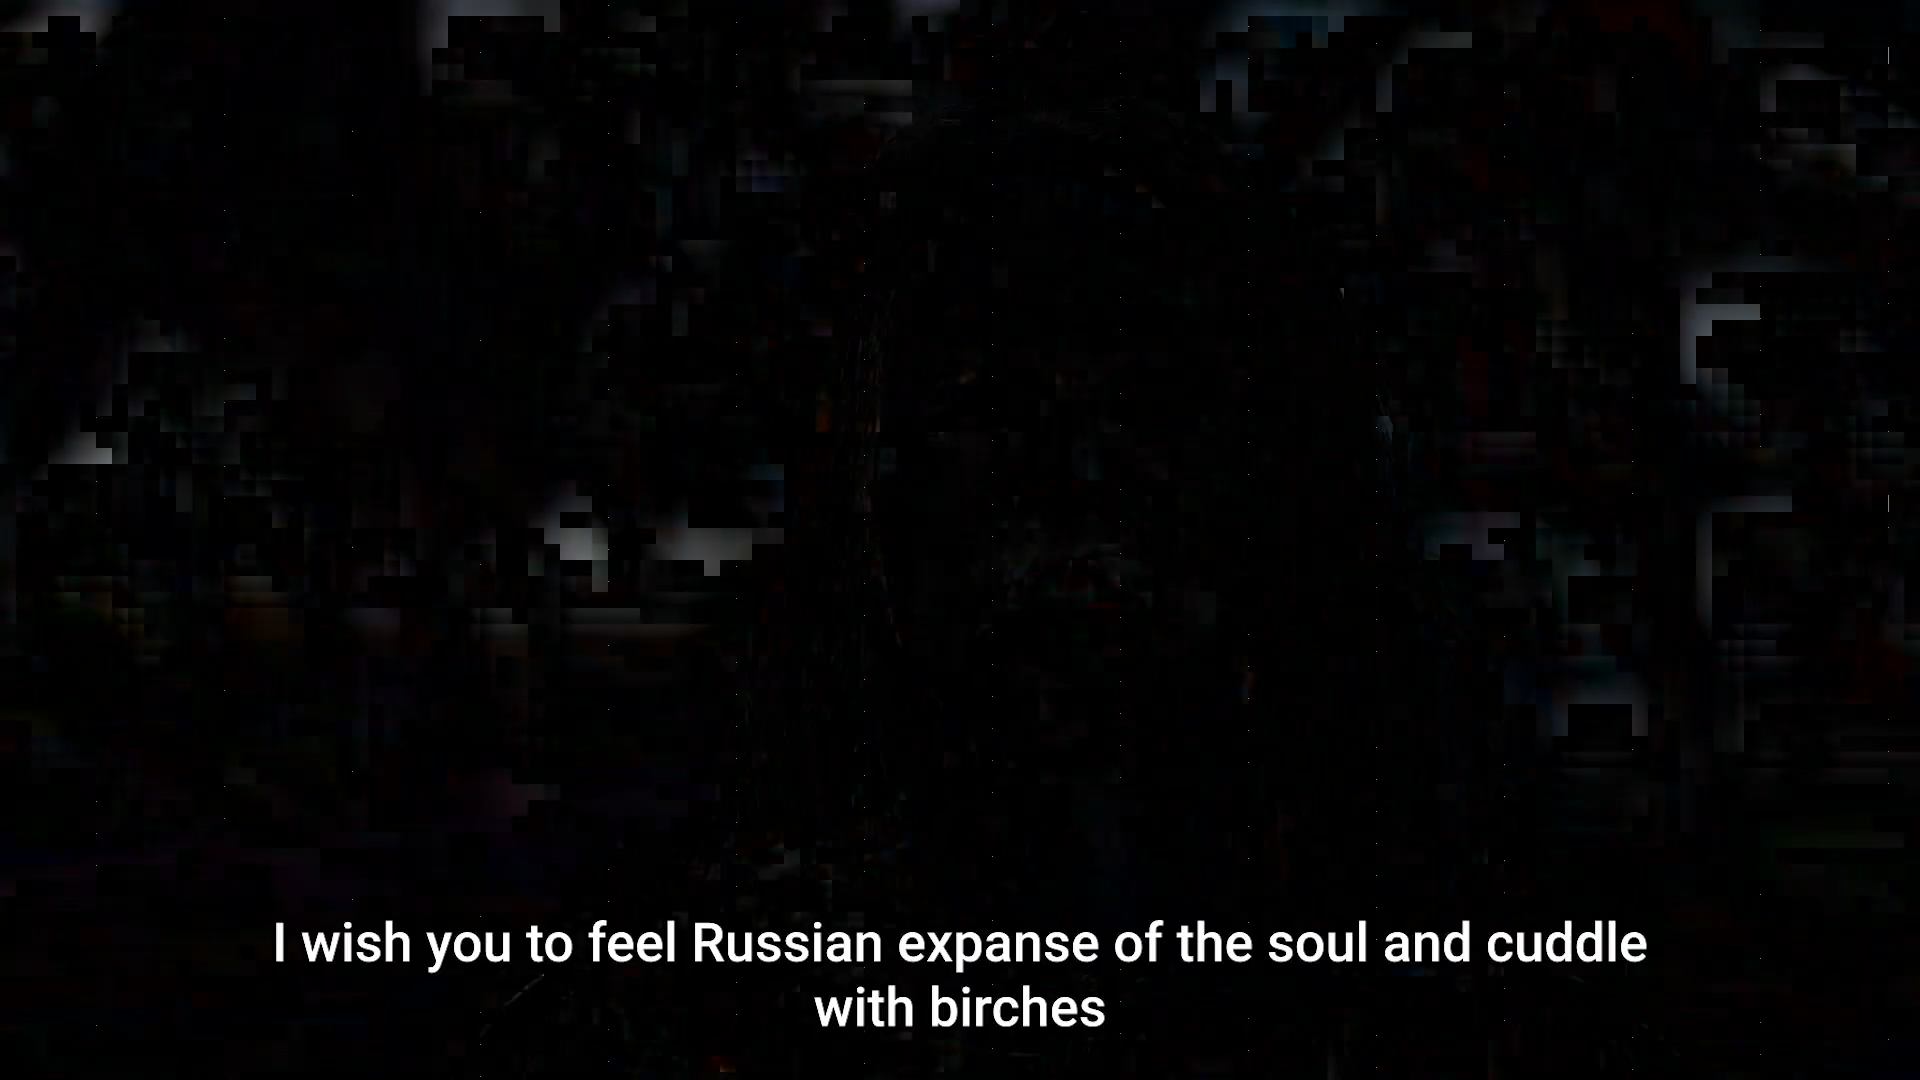 I wish you to feel Russian expanse of the soul and cuddle
with birches